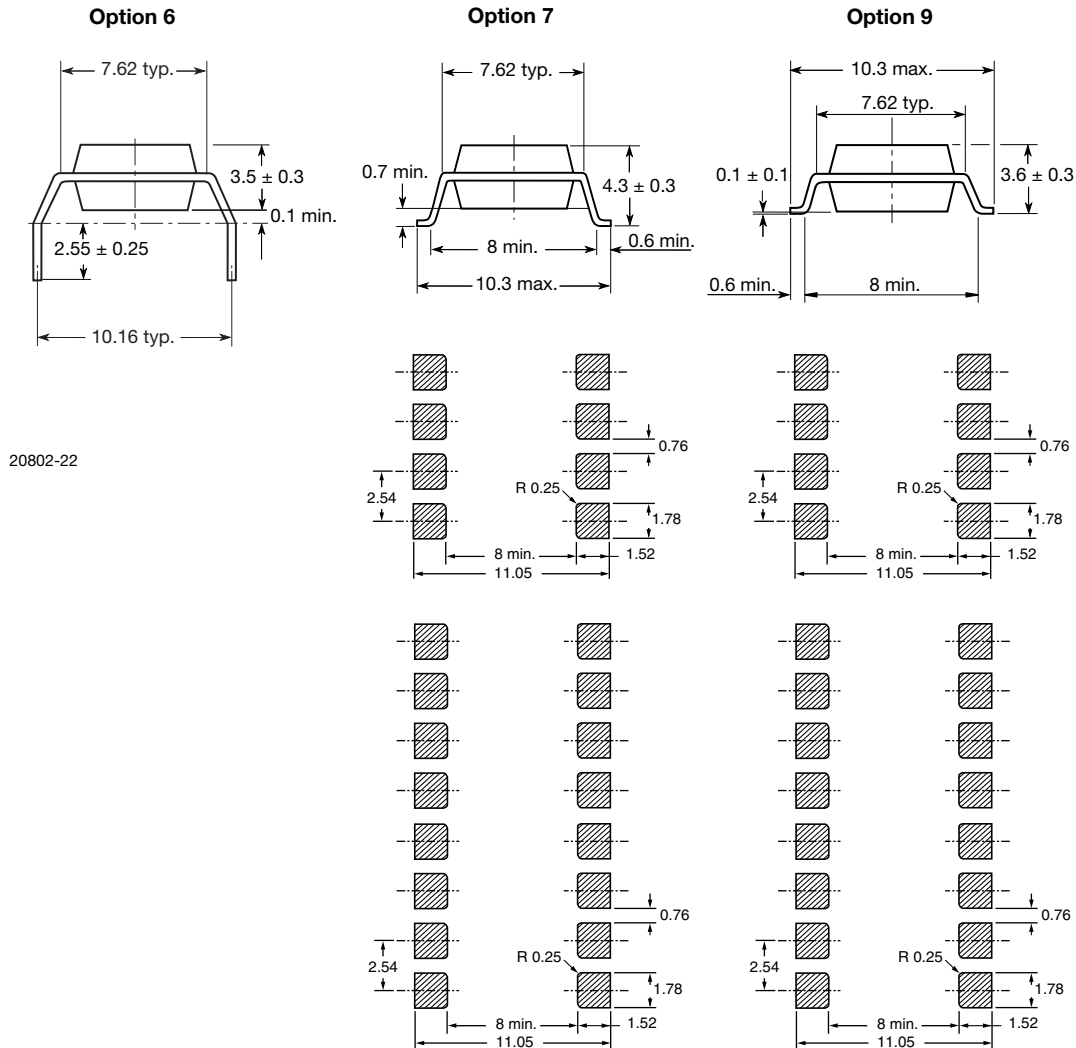 Option 6
7.62 typ.
3.5 ± 0.3
0.1 min.
2.55 ± 0.25
10.16 typ.
Option 7
7.62 typ.
0.7 min.
4.3 ± 0.3
8 min.
0.6 min.
10.3 max.
Option 9
10.3 max.
7.62 typ.
0.1 ± 0.1
3.6 ± 0.3
0.6 min.
8 min.
20802-22
0.76
2.54
R 0.25
1.78
8 min.
1.52
11.05
0.76
2.54
R 0.25
1.78
8 min.
1.52
11.05
0.76
2.54
R 0.25
1.78
8 min.
1.52
11.05
0.76
2.54
R 0.25
1.78
8 min.
1.52
11.05